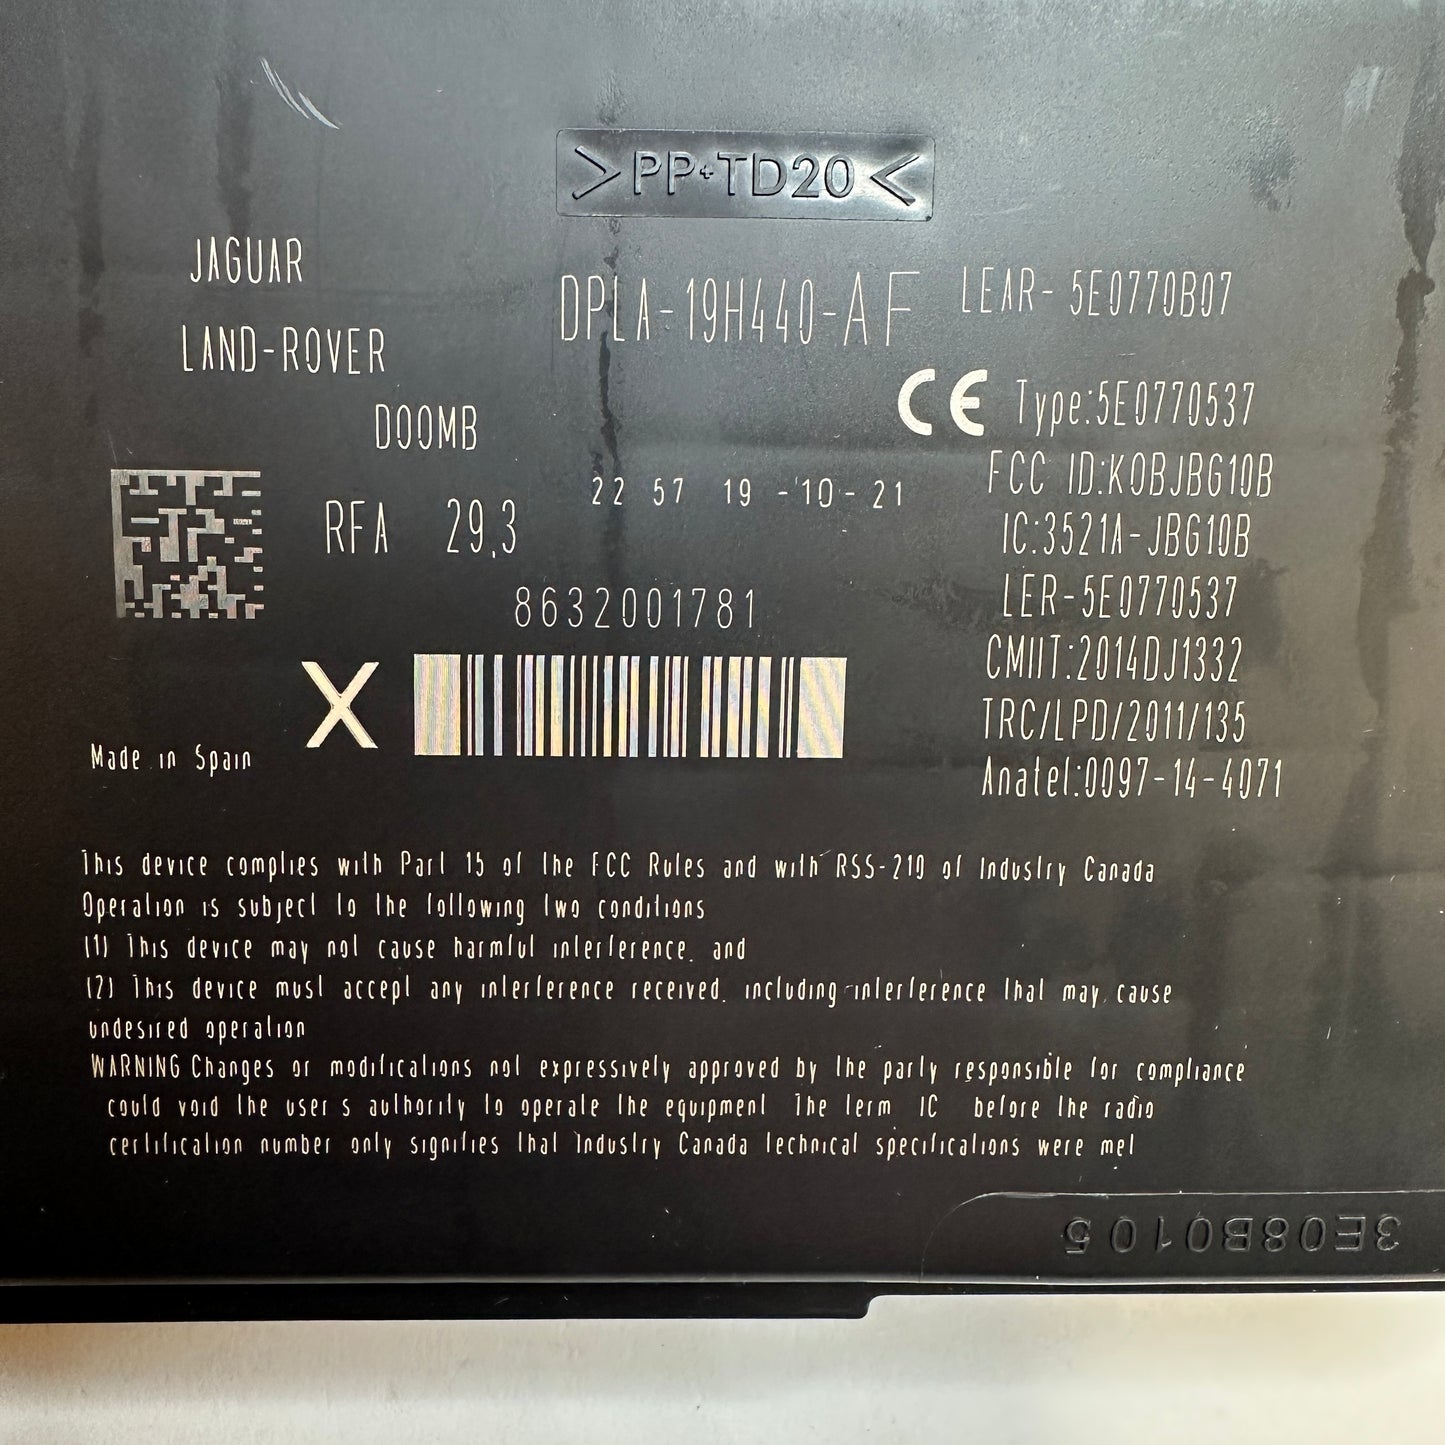 >PP+TD20<
JAGUAR
LAND-ROVER
DPLA-19H440-AF
LEAR- 5E0770B07
D00MB
CE Type:5E0770537
FCC ID:KOBJBG10B
22 57 19 -10- 21
RFA 29,3
IC:3521A-JBG10B
8632001781
LER-5E0770537
CMIIT:2014DJ1332
X
TRC/LPD/2011/135
Made in Spain
Anatel:0097-14-4071
This device complies with Part 15 of the FCC Rules and with RSS-210 of Industry Canada
Operation is subject to the following two conditions
(1) This device may not cause harmful interference. and
(2) This device must accept any interference received. including interference that may cause
undesired operation
WARNING Changes or modifications not expressively approved by the party responsible for compliance
could void the user s authority to operate the equipment The term IC before the radio
certification number only signifies that Industry Canada technical specifications were met
3E08B0105